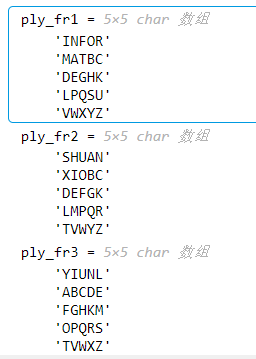 ply_fr1 = 5×5 char 数组
'INFOR'
'MATBC'
'DEGHK'
'LPQSU'
'VWXYZ'
ply_fr2 = 5×5 char 数组
'SHUAN'
'XIOBC'
'DEFGK'
'LMPQR'
'TVWYZ'
ply_fr3 = 5×5 char 数组
'YIUNL'
'ABCDE'
'FGHKM'
'OPQRS'
'TVWXZ'